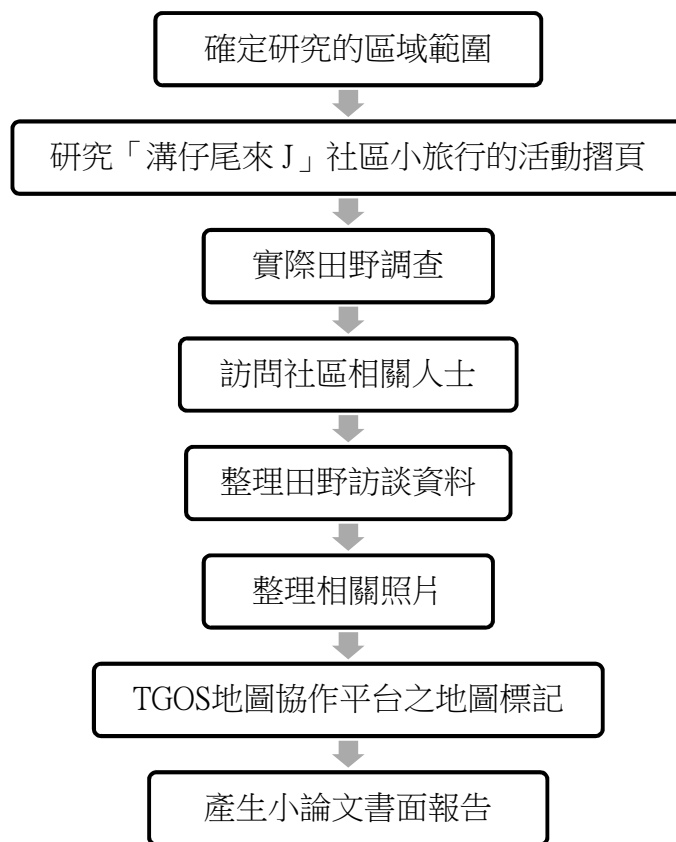 確定研究的區域範圍
研究「溝仔尾來 J」社區小旅行的活動摺頁
實際田野調查
訪問社區相關人士
整理田野訪談資料
整理相關照片
TGOS地圖協作平台之地圖標記
產生小論文書面報告